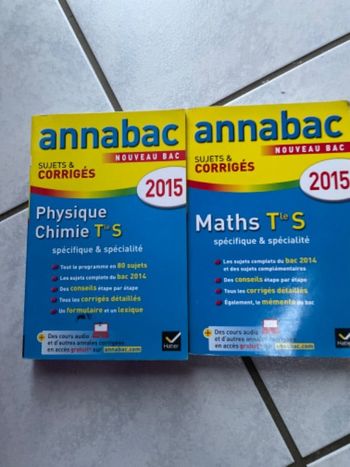 annabac
NOUVEAU BAC
SUJETS &
CORRIGÉS
2015
Physique
Chimie Tle S
spécifique & spécialité
Tout le programme en 80 sujets
Les sujets complets du bac 2014
Des conseils étape par étape
Tous les corrigés détaillés
Un formulaire et un lexique
+ Des cours audio
et d'autres annales corrigées
en accès gratuit* sur annabac.com
Hatier
annabac
NOUVEAU BAC
SUJETS &
CORRIGÉS
2015
Maths Tle S
spécifique & spécialité
Les sujets complets du bac 2014
et des sujets complémentaires
Des conseils étape par étape
Tous les corrigés détaillés
Également, le mémento du bac
+ Des cours audio
et d'autres annales corrigées
en accès gratuit* sur annabac.com
Hatier